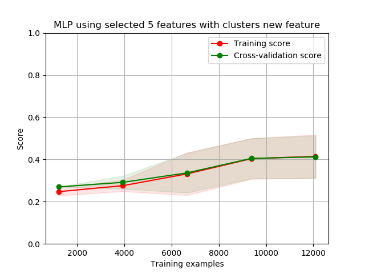 MLP using selected 5 features with clusters new feature
1.0
Training score
Cross-validation score
0.8
0.6
Score
0.4
0.2
0.0
2000 4000 6000 8000 10000 12000
Training examples